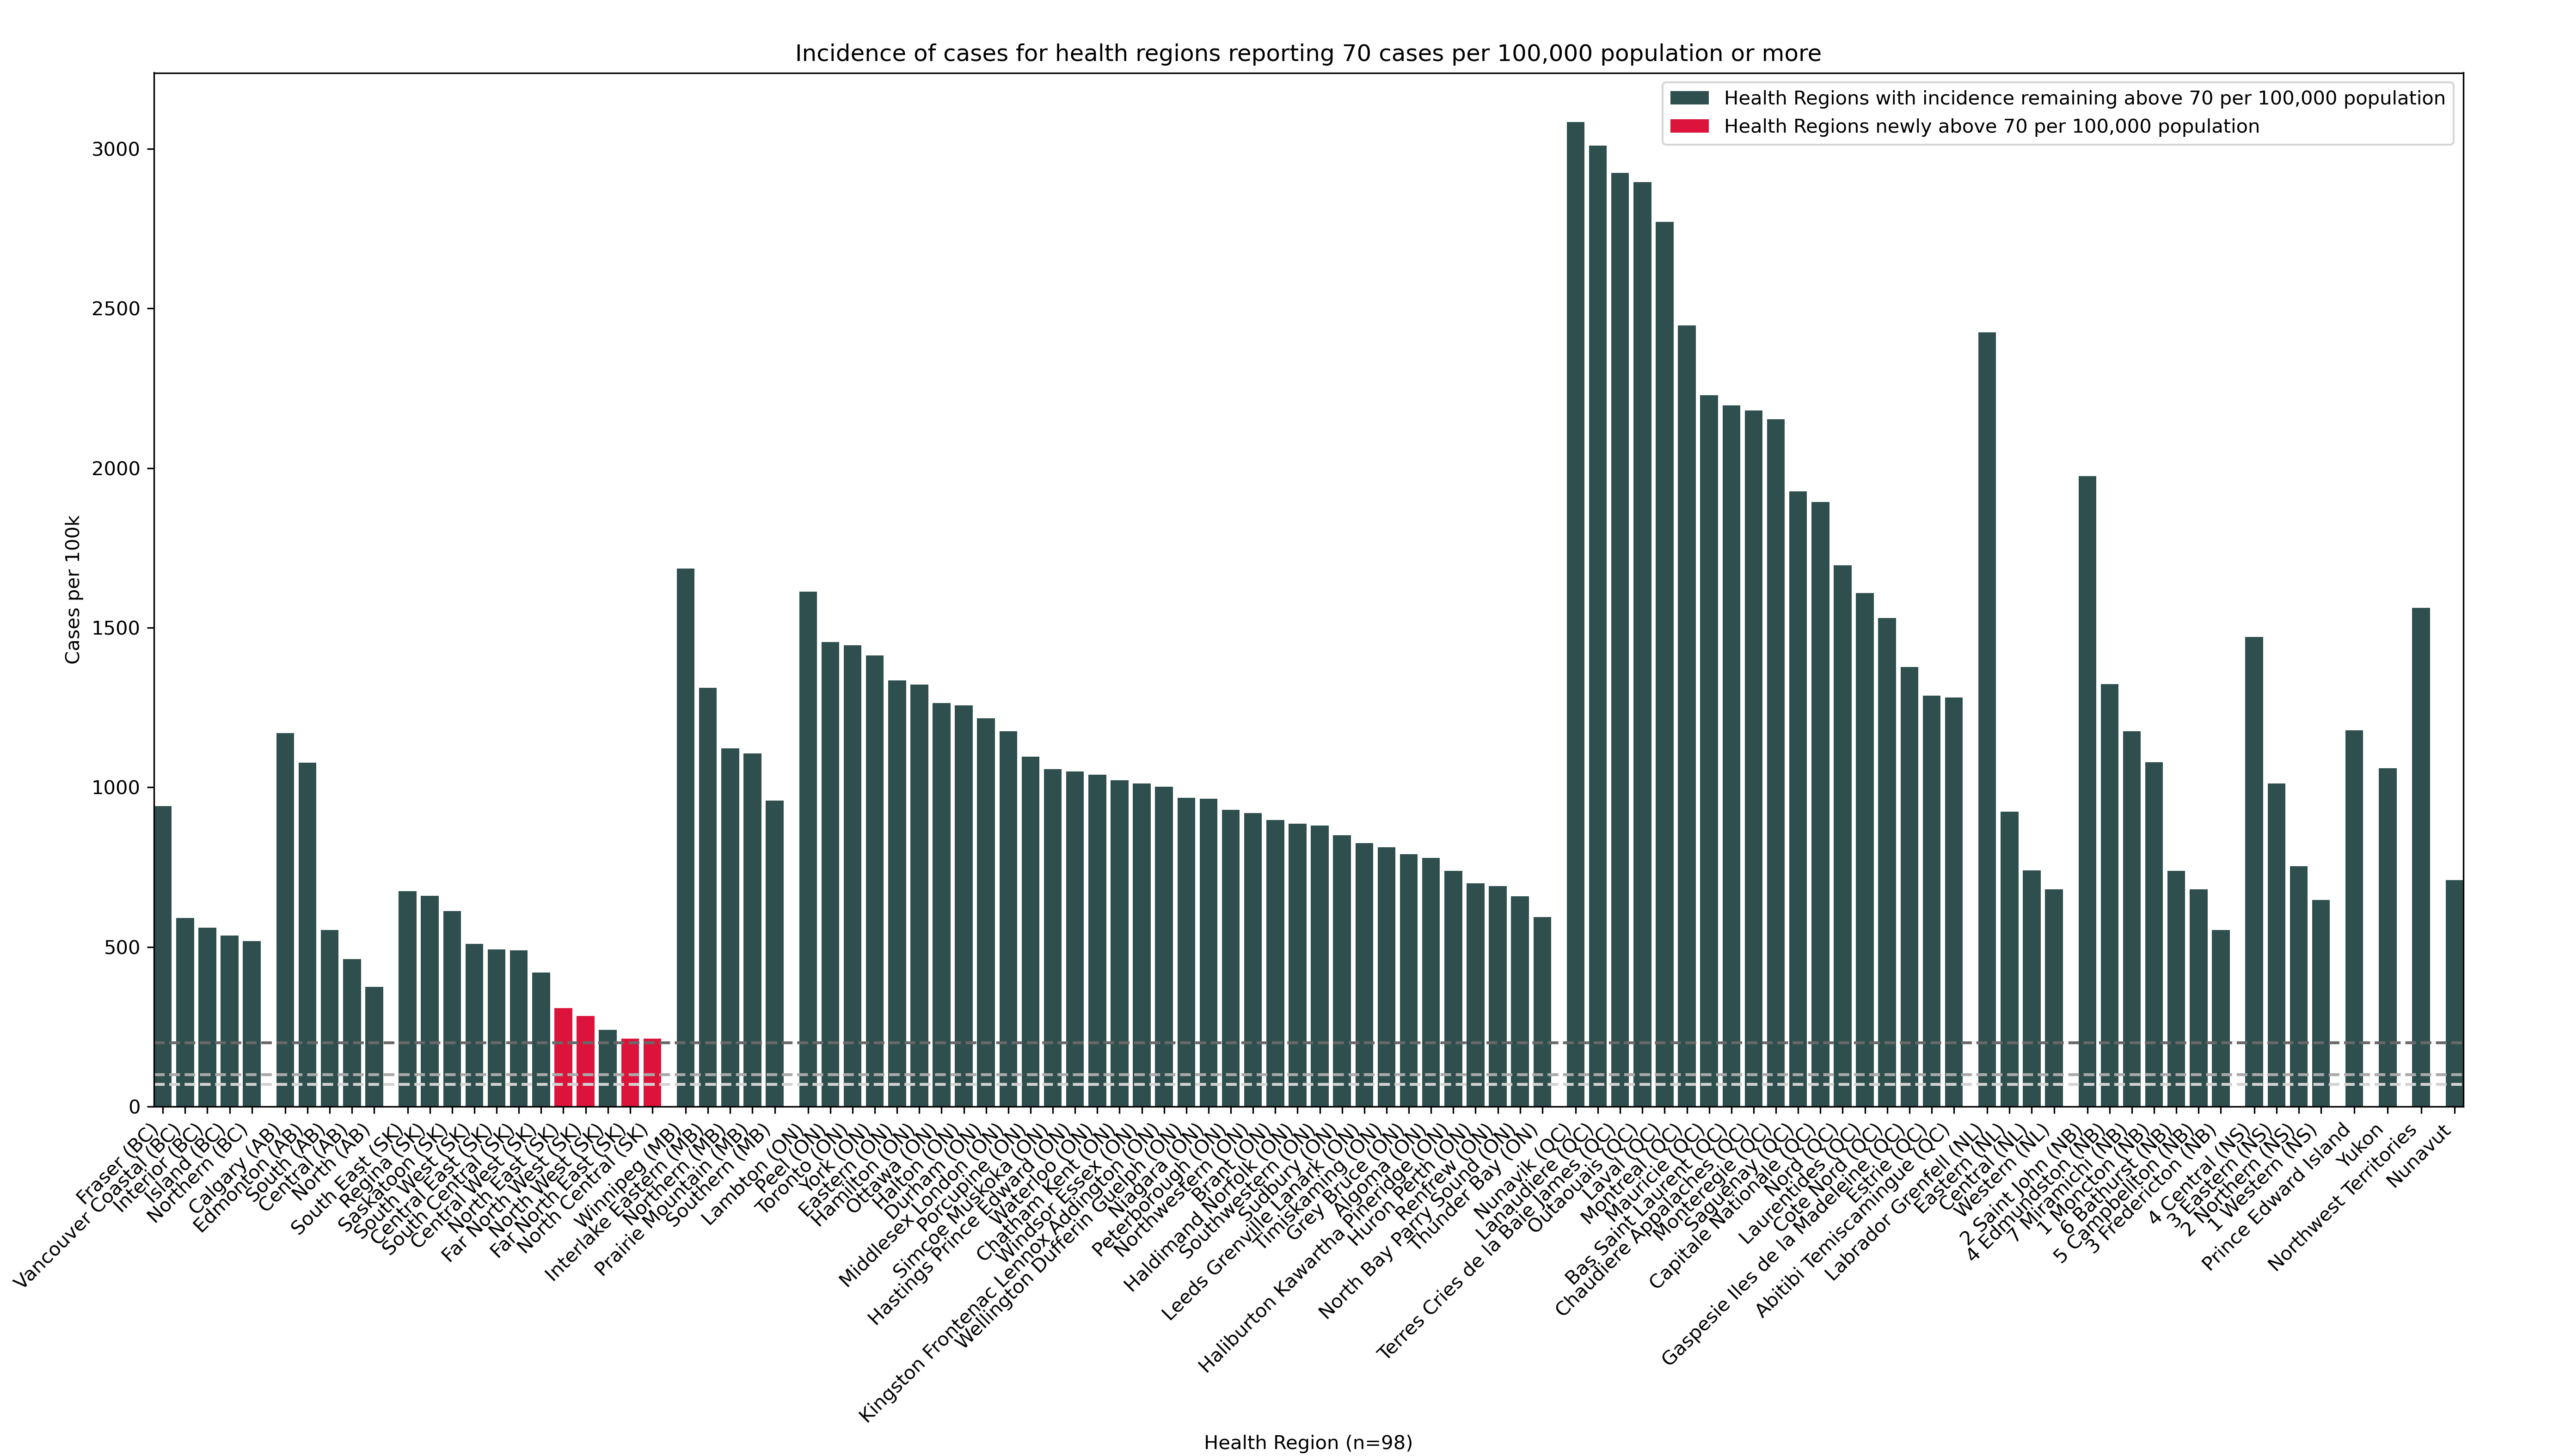 Incidence of cases for health regions reporting 70 cases per 100,000 population or more
Health Regions with incidence remaining above 70 per 100,000 population
Health Regions newly above 70 per 100,000 population
Cases per 100k
3000
2500
2000
1500
1000
500
0
Fraser (BC)
Vancouver Coastal (BC)
Interior (BC)
Island (BC)
Northern (BC)
Calgary (AB)
Edmonton (AB)
South (AB)
Central (AB)
North (AB)
South East (SK)
Regina (SK)
Saskatoon (SK)
South West (SK)
Central East (SK)
South Central (SK)
Central West (SK)
North East (SK)
Far North West (SK)
North West (SK)
Far North East (SK)
North Central (SK)
Winnipeg (MB)
Interlake Eastern (MB)
Northern (MB)
Prairie Mountain (MB)
Southern (MB)
Lambton (ON)
Peel (ON)
Toronto (ON)
York (ON)
Eastern (ON)
Hamilton (ON)
Ottawa (ON)
Halton (ON)
Durham (ON)
Middlesex London (ON)
Porcupine (ON)
Simcoe Muskoka (ON)
Hastings Prince Edward (ON)
Waterloo (ON)
Chatham Kent (ON)
Windsor Essex (ON)
Kingston Frontenac Lennox Addington (ON)
Wellington Dufferin Guelph (ON)
Niagara (ON)
Peterborough (ON)
Northwestern (ON)
Brant (ON)
Haldimand Norfolk (ON)
Southwestern (ON)
Sudbury (ON)
Leeds Grenville Lanark (ON)
Timiskaming (ON)
Grey Bruce (ON)
Algoma (ON)
Haliburton Kawartha Pineridge (ON)
Huron Perth (ON)
Renfrew (ON)
North Bay Parry Sound (ON)
Thunder Bay (ON)
Nunavik (QC)
Lanaudiere (QC)
Terres Cries de la Baie James (QC)
Outaouais (QC)
Laval (QC)
Montreal (QC)
Mauricie (QC)
Bas Saint Laurent (QC)
Chaudiere Appalaches (QC)
Monteregie (QC)
Saguenay (QC)
Capitale Nationale (QC)
Nord (QC)
Laurentides (QC)
Cote Nord (QC)
Gaspesie Iles de la Madeleine (QC)
Estrie (QC)
Abitibi Temiscamingue (QC)
Labrador Grenfell (NL)
Eastern (NL)
Central (NL)
Western (NL)
2 Saint John (NB)
4 Edmundston (NB)
7 Miramichi (NB)
1 Moncton (NB)
6 Bathurst (NB)
5 Campbellton (NB)
3 Fredericton (NB)
4 Central (NS)
3 Eastern (NS)
2 Northern (NS)
1 Western (NS)
Prince Edward Island
Yukon
Northwest Territories
Nunavut
Health Region (n=98)